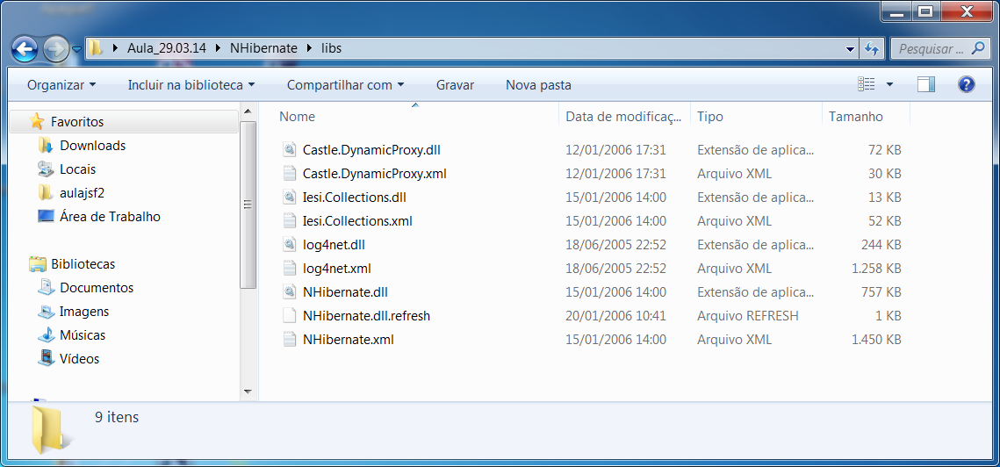 Aula_29.03.14 NHibernate libs
Pesquisar ...
Organizar Incluir na biblioteca Compartilhar com Gravar Nova pasta
Favoritos
Downloads
Locais
aulajsf2
Área de Trabalho
Bibliotecas
Documentos
Imagens
Músicas
Vídeos
Nome Data de modificaç... Tipo Tamanho
Castle.DynamicProxy.dll 12/01/2006 17:31 Extensão de aplica... 72 KB
Castle.DynamicProxy.xml 12/01/2006 17:31 Arquivo XML 30 KB
Iesi.Collections.dll 15/01/2006 14:00 Extensão de aplica... 13 KB
Iesi.Collections.xml 15/01/2006 14:00 Arquivo XML 52 KB
log4net.dll 18/06/2005 22:52 Extensão de aplica... 244 KB
log4net.xml 18/06/2005 22:52 Arquivo XML 1.258 KB
NHibernate.dll 15/01/2006 14:00 Extensão de aplica... 757 KB
NHibernate.dll.refresh 20/01/2006 10:41 Arquivo REFRESH 1 KB
NHibernate.xml 15/01/2006 14:00 Arquivo XML 1.450 KB
9 itens